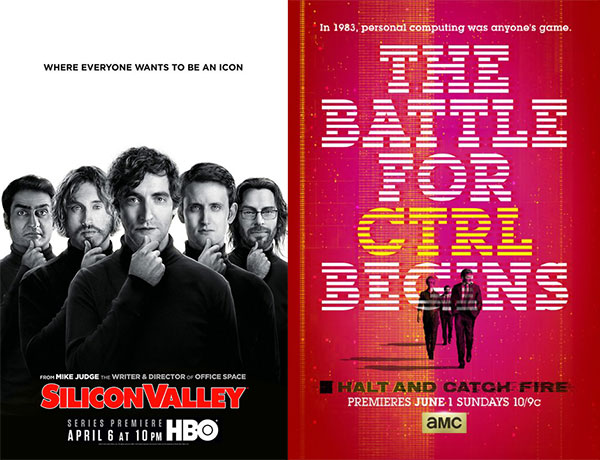 WHERE EVERYONE WANTS TO BE AN ICON
FROM MIKE JUDGE THE WRITER & DIRECTOR OF OFFICE SPACE
SILICON VALLEY
SERIES PREMIERE
APRIL 6 AT 10PM HBO
In 1983, personal computing was anyone's game.
THE
BATTLE
FOR
CTRL
BEGINS
HALT AND CATCH FIRE
PREMIERES JUNE 1 SUNDAYS 10/9c
aMC